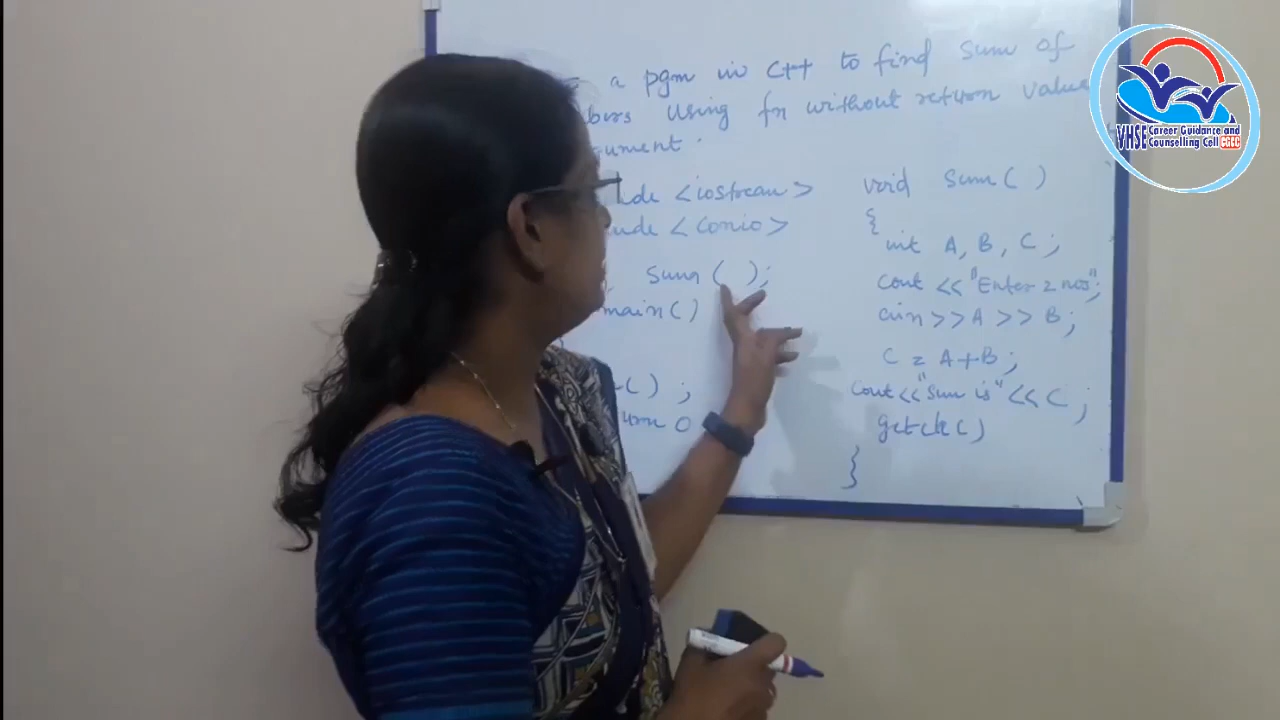 a pgm in C++ to find sum of
bers using fn without return value
gument.
ude <iostream>
ude <conio>
sum ( );
main()
( ) ;
urn 0
void sum ( )
{
int A, B, C ;
cout << "Enter 2 nos";
cin >> A >> B ;
C = A+B ;
cout << "Sum is" << C ;
getch( )
}
VHSE Career Guidance and
Counselling Cell CGCC